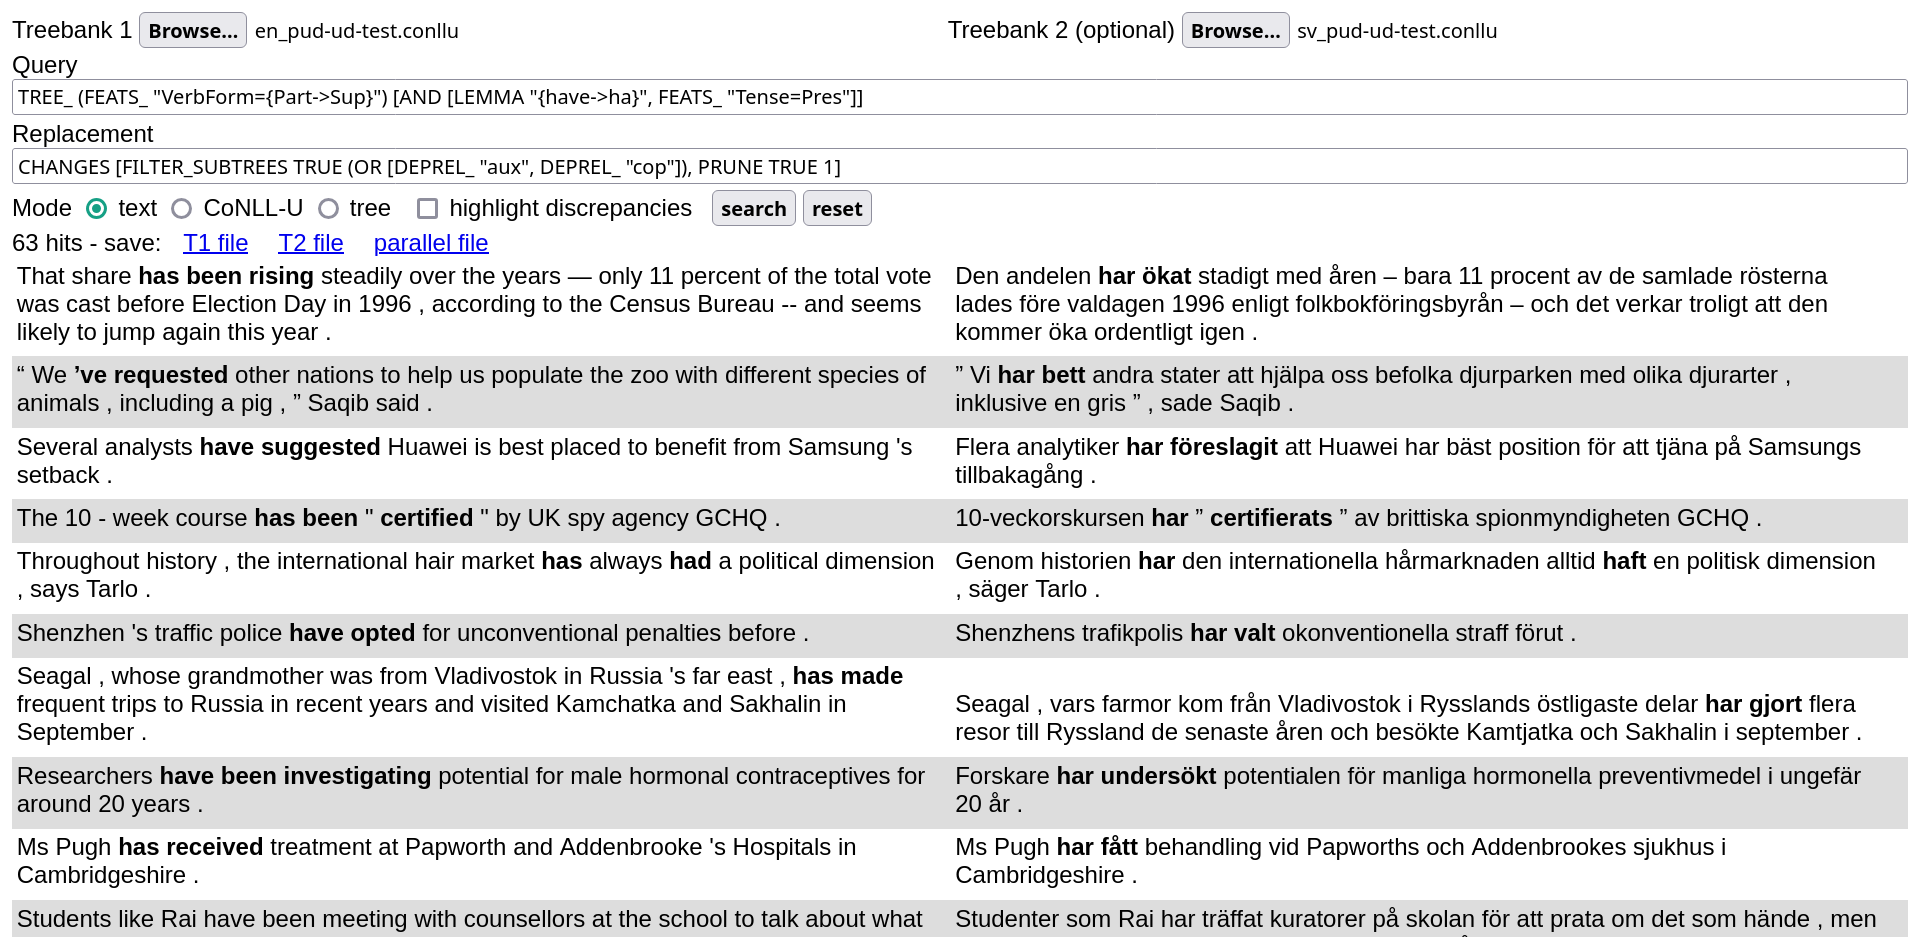 Treebank 1 Browse... en_pud-ud-test.conllu Treebank 2 (optional) Browse... sv_pud-ud-test.conllu
Query
TREE_ (FEATS_ "VerbForm={Part->Sup}") [AND [LEMMA "{have->ha}", FEATS_ "Tense=Pres"]]
Replacement
CHANGES [FILTER_SUBTREES TRUE (OR [DEPREL_ "aux", DEPREL_ "cop"]), PRUNE TRUE 1]
Mode text CoNLL-U tree highlight discrepancies search reset
63 hits - save: T1 file T2 file parallel file
That share has been rising steadily over the years — only 11 percent of the total vote
was cast before Election Day in 1996 , according to the Census Bureau -- and seems
likely to jump again this year .
Den andelen har ökat stadigt med åren – bara 11 procent av de samlade rösterna
lades före valdagen 1996 enligt folkbokföringsbyrån – och det verkar troligt att den
kommer öka ordentligt igen .
“ We ’ve requested other nations to help us populate the zoo with different species of
animals , including a pig , ” Saqib said .
” Vi har bett andra stater att hjälpa oss befolka djurparken med olika djurarter ,
inklusive en gris ” , sade Saqib .
Several analysts have suggested Huawei is best placed to benefit from Samsung 's
setback .
Flera analytiker har föreslagit att Huawei har bäst position för att tjäna på Samsungs
tillbakagång .
The 10 - week course has been " certified " by UK spy agency GCHQ .
10-veckorskursen har ” certifierats ” av brittiska spionmyndigheten GCHQ .
Throughout history , the international hair market has always had a political dimension
, says Tarlo .
Genom historien har den internationella hårmarknaden alltid haft en politisk dimension
, säger Tarlo .
Shenzhen 's traffic police have opted for unconventional penalties before .
Shenzhens trafikpolis har valt okonventionella straff förut .
Seagal , whose grandmother was from Vladivostok in Russia 's far east , has made
frequent trips to Russia in recent years and visited Kamchatka and Sakhalin in
September .
Seagal , vars farmor kom från Vladivostok i Rysslands östligaste delar har gjort flera
resor till Ryssland de senaste åren och besökte Kamtjatka och Sakhalin i september .
Researchers have been investigating potential for male hormonal contraceptives for
around 20 years .
Forskare har undersökt potentialen för manliga hormonella preventivmedel i ungefär
20 år .
Ms Pugh has received treatment at Papworth and Addenbrooke 's Hospitals in
Cambridgeshire .
Ms Pugh har fått behandling vid Papworths och Addenbrookes sjukhus i
Cambridgeshire .
Students like Rai have been meeting with counsellors at the school to talk about what
Studenter som Rai har träffat kuratorer på skolan för att prata om det som hände , men